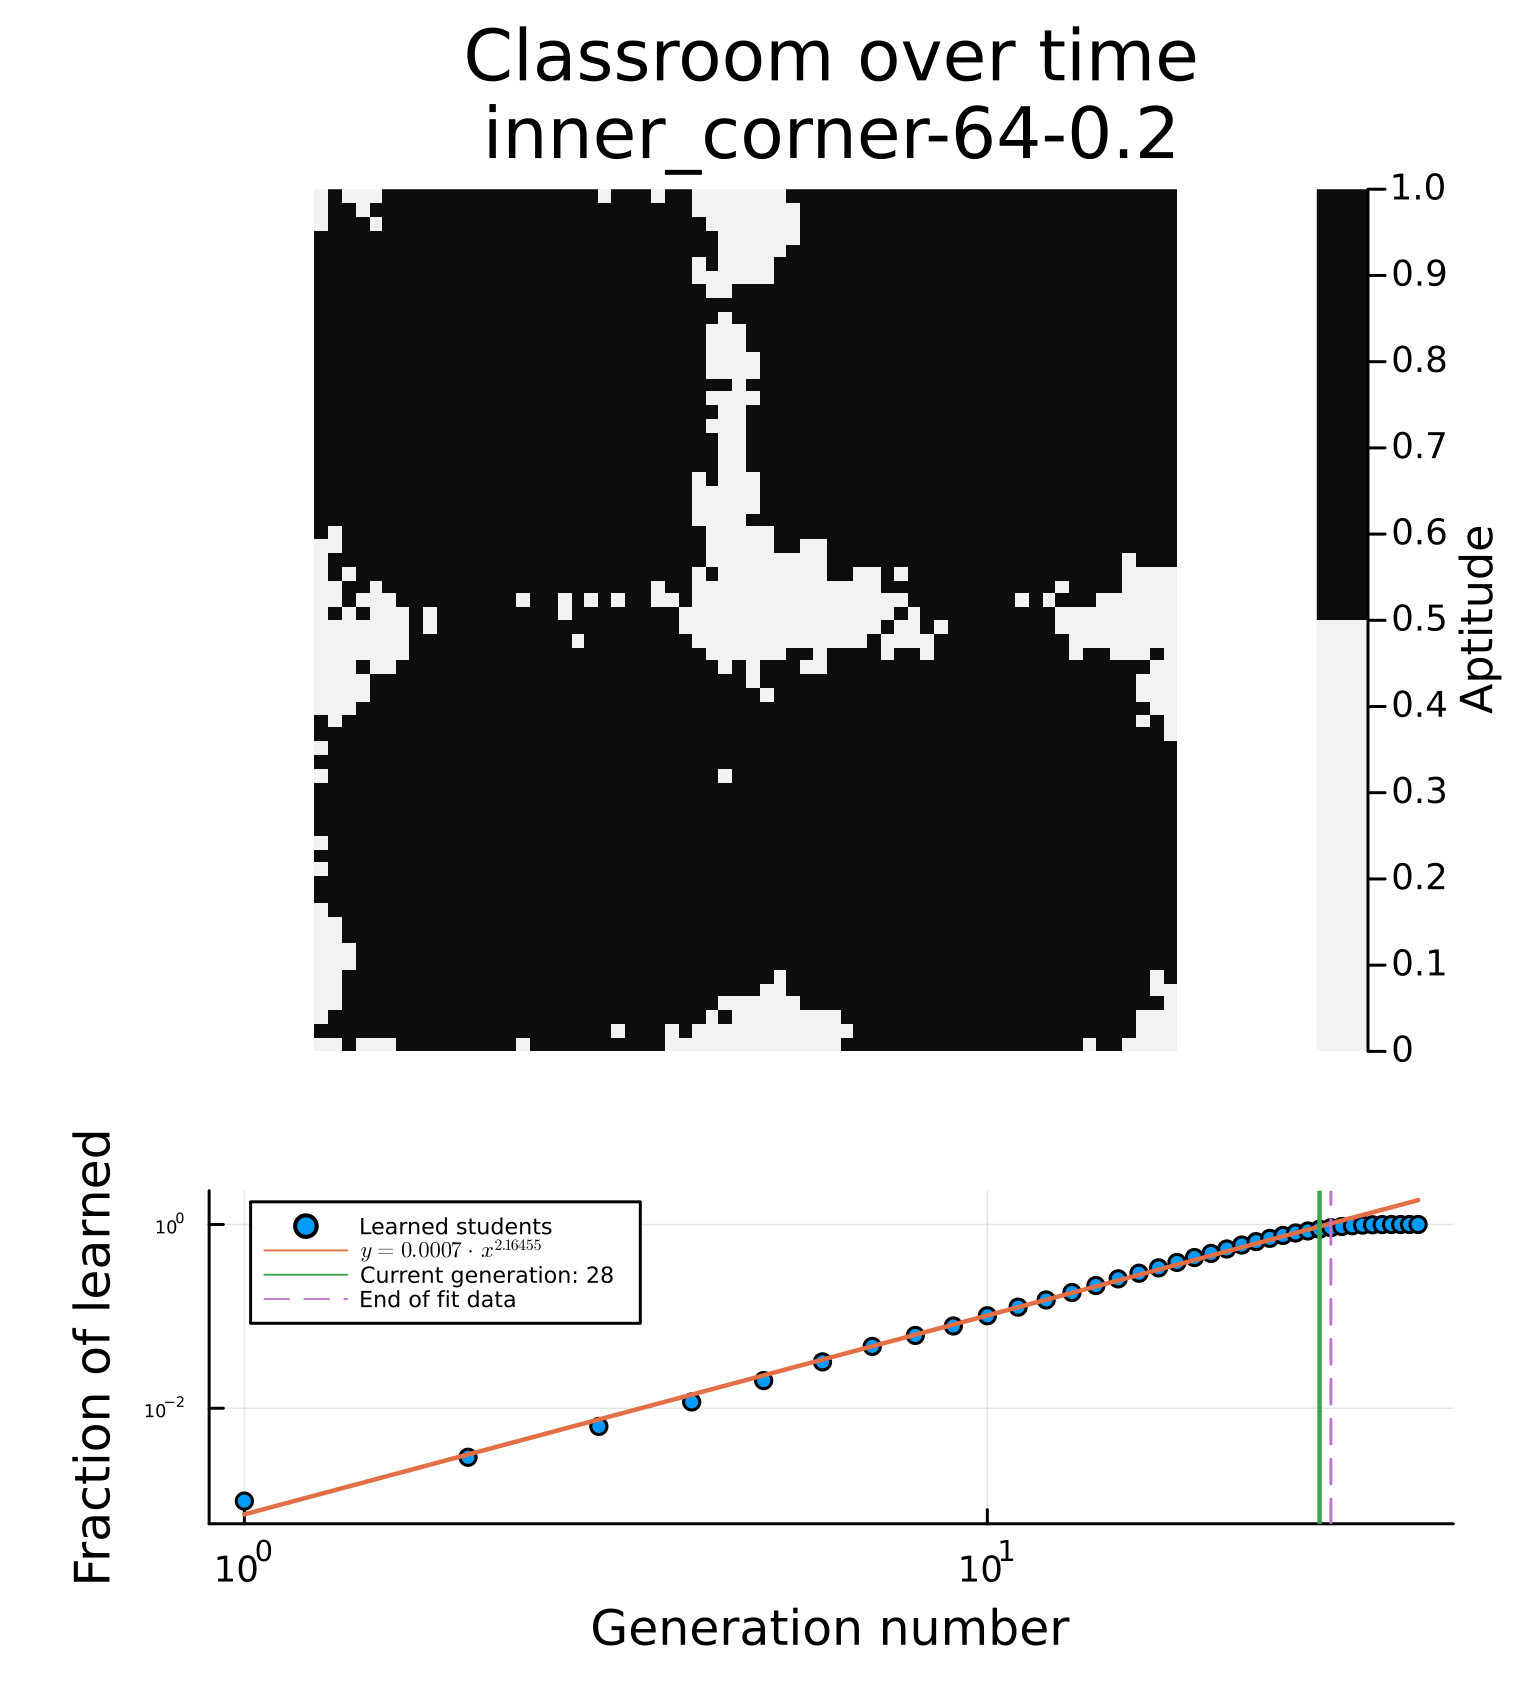 Classroom over time
inner_corner-64-0.2
1.0
0.9
0.8
0.7
0.6
0.5
0.4
0.3
0.2
0.1
0
Aptitude
Fraction of learned
10^0
10^-2
Learned students
y = 0.0007 · x^2.16455
Current generation: 28
End of fit data
10^0
10^1
Generation number